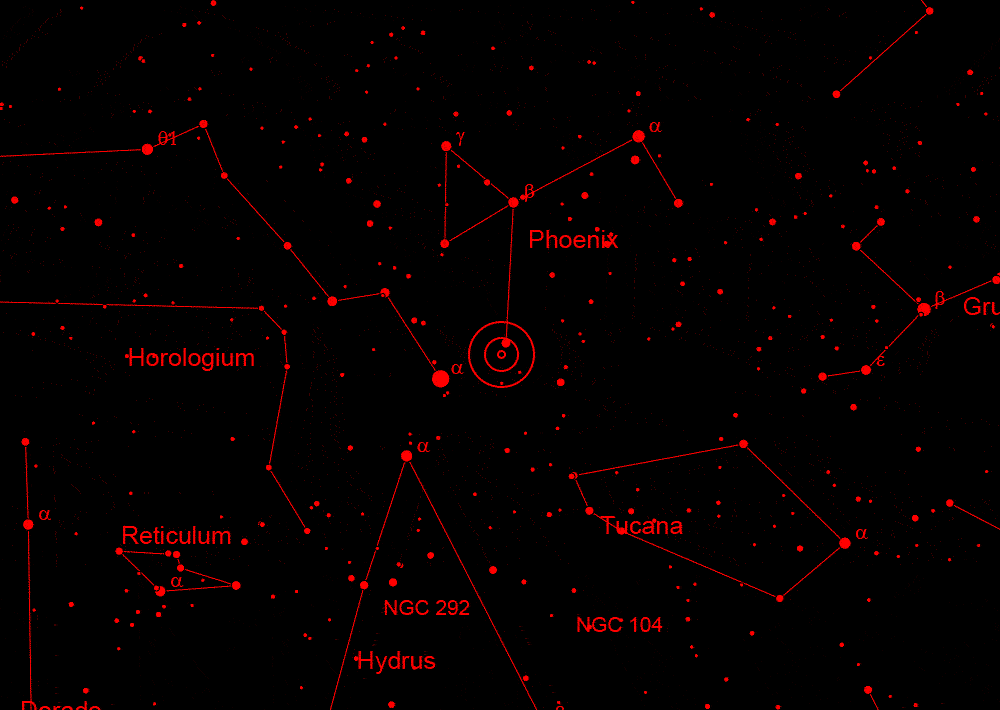 θ1
γ
α
β
Phoenix
β
Gru
Horologium
α
ε
α
α
Reticulum
Tucana
α
α
NGC 292
NGC 104
Hydrus